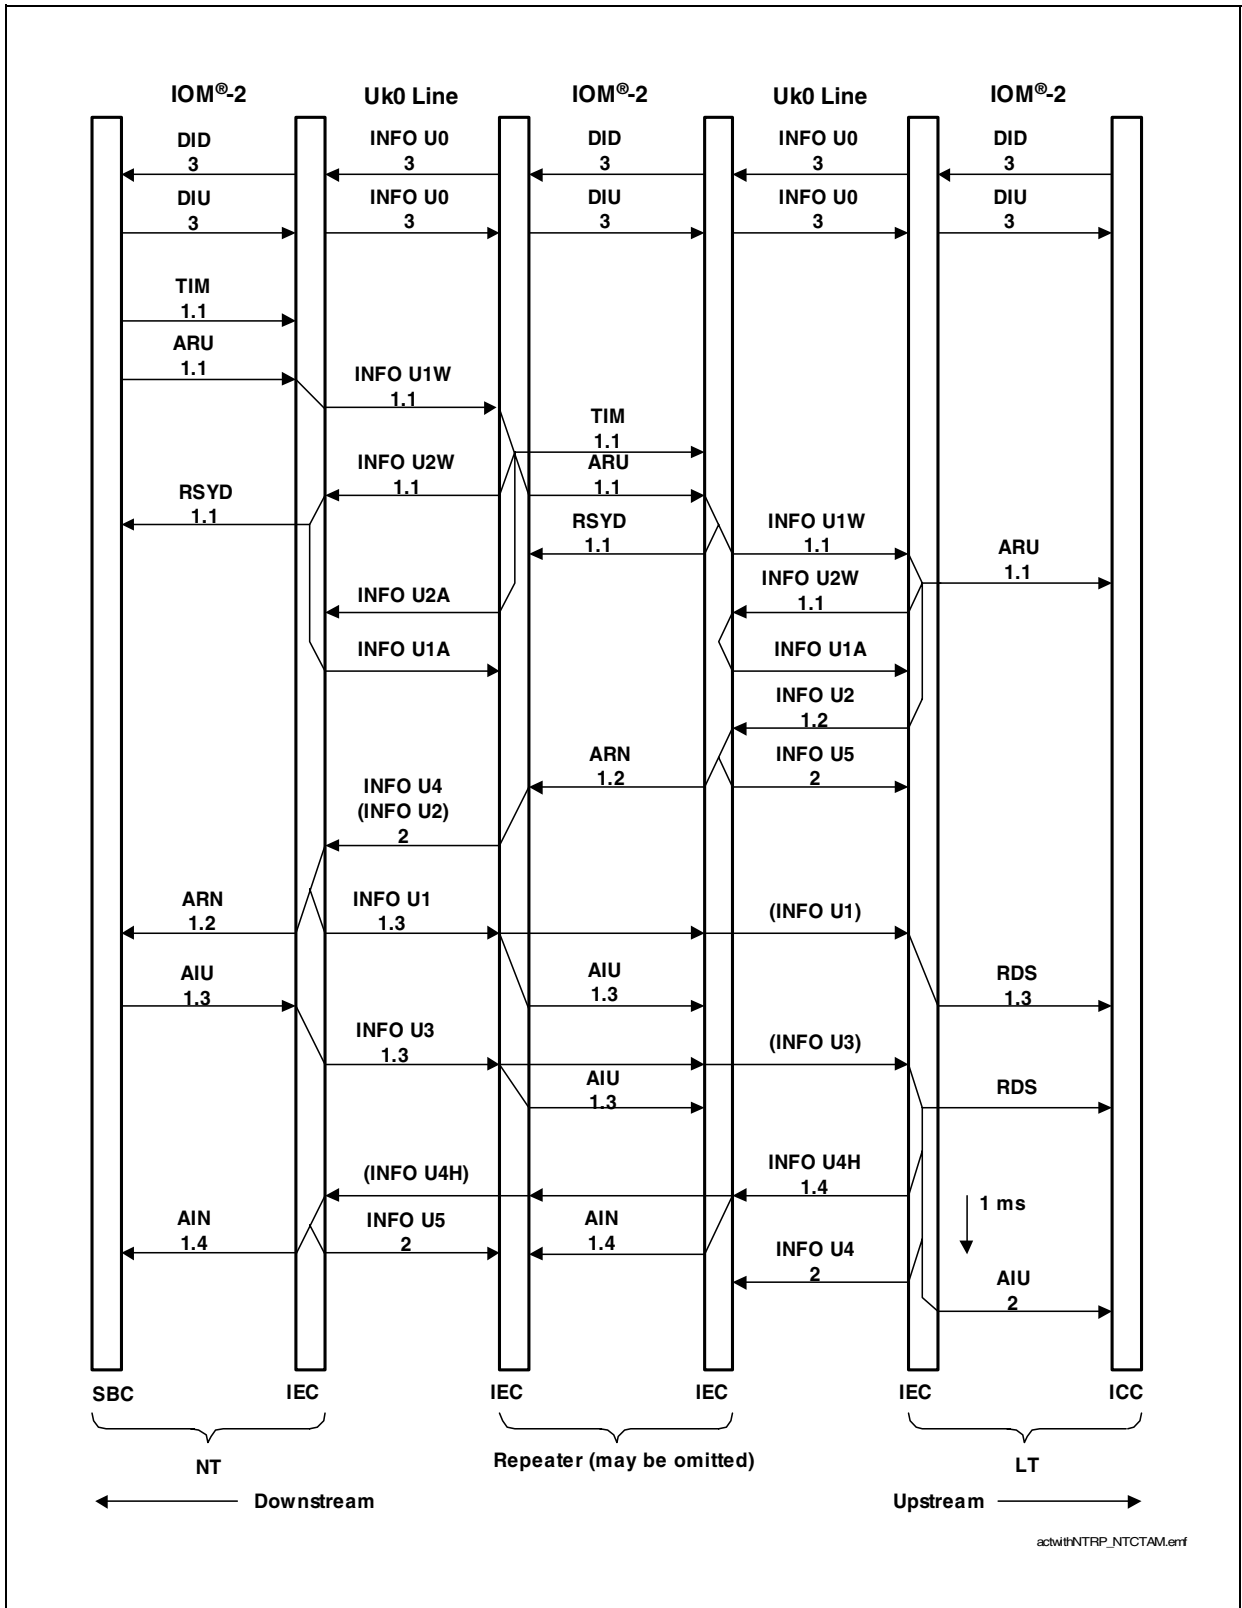 IOM®-2 Uk0 Line IOM®-2 Uk0 Line IOM®-2
DID INFO U0 DID INFO U0 DID
3 3 3 3 3
DIU INFO U0 DIU INFO U0 DIU
3 3 3 3 3
TIM
1.1
ARU
1.1
INFO U1W
1.1
TIM
1.1
INFO U2W ARU
1.1 1.1
RSYD
1.1
RSYD INFO U1W
1.1 1.1
ARU
1.1
INFO U2W
1.1
INFO U2A
INFO U1A INFO U1A
INFO U2
1.2
ARN INFO U5
1.2 2
INFO U4
(INFO U2)
2
ARN INFO U1 (INFO U1)
1.2 1.3
AIU AIU RDS
1.3 1.3 1.3
INFO U3 (INFO U3)
1.3
AIU RDS
1.3
(INFO U4H) INFO U4H
1.4
1 ms
AIN INFO U5 AIN
1.4 2 1.4
INFO U4
2
AIU
2
SBC IEC IEC IEC IEC ICC
NT Repeater (may be omitted) LT
Downstream Upstream
actwithNTRP_NTCTAM.emf